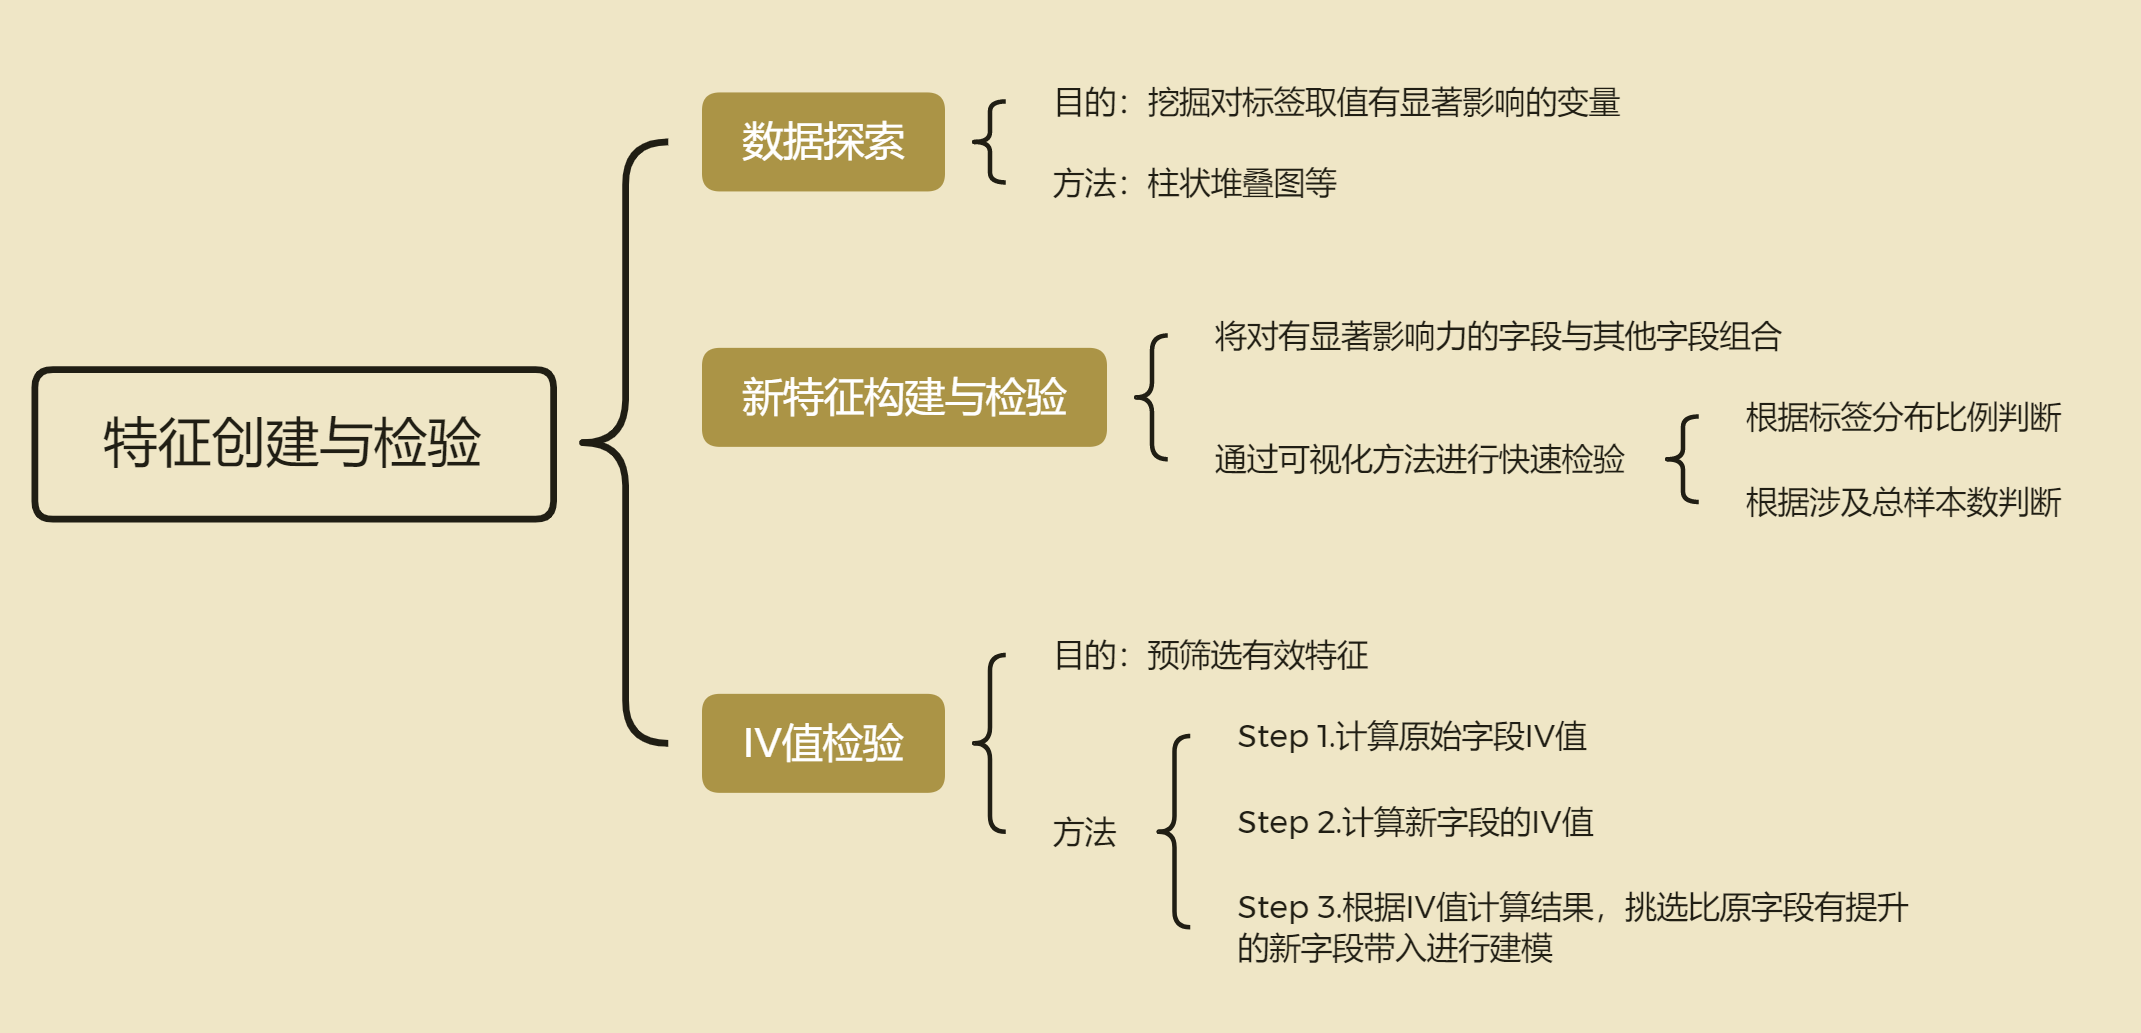 特征创建与检验
数据探索
目的：挖掘对标签取值有显著影响的变量
方法：柱状堆叠图等
新特征构建与检验
将对有显著影响力的字段与其他字段组合
通过可视化方法进行快速检验
根据标签分布比例判断
根据涉及总样本数判断
IV值检验
目的：预筛选有效特征
方法
Step 1.计算原始字段IV值
Step 2.计算新字段的IV值
Step 3.根据IV值计算结果，挑选比原字段有提升
的新字段带入进行建模